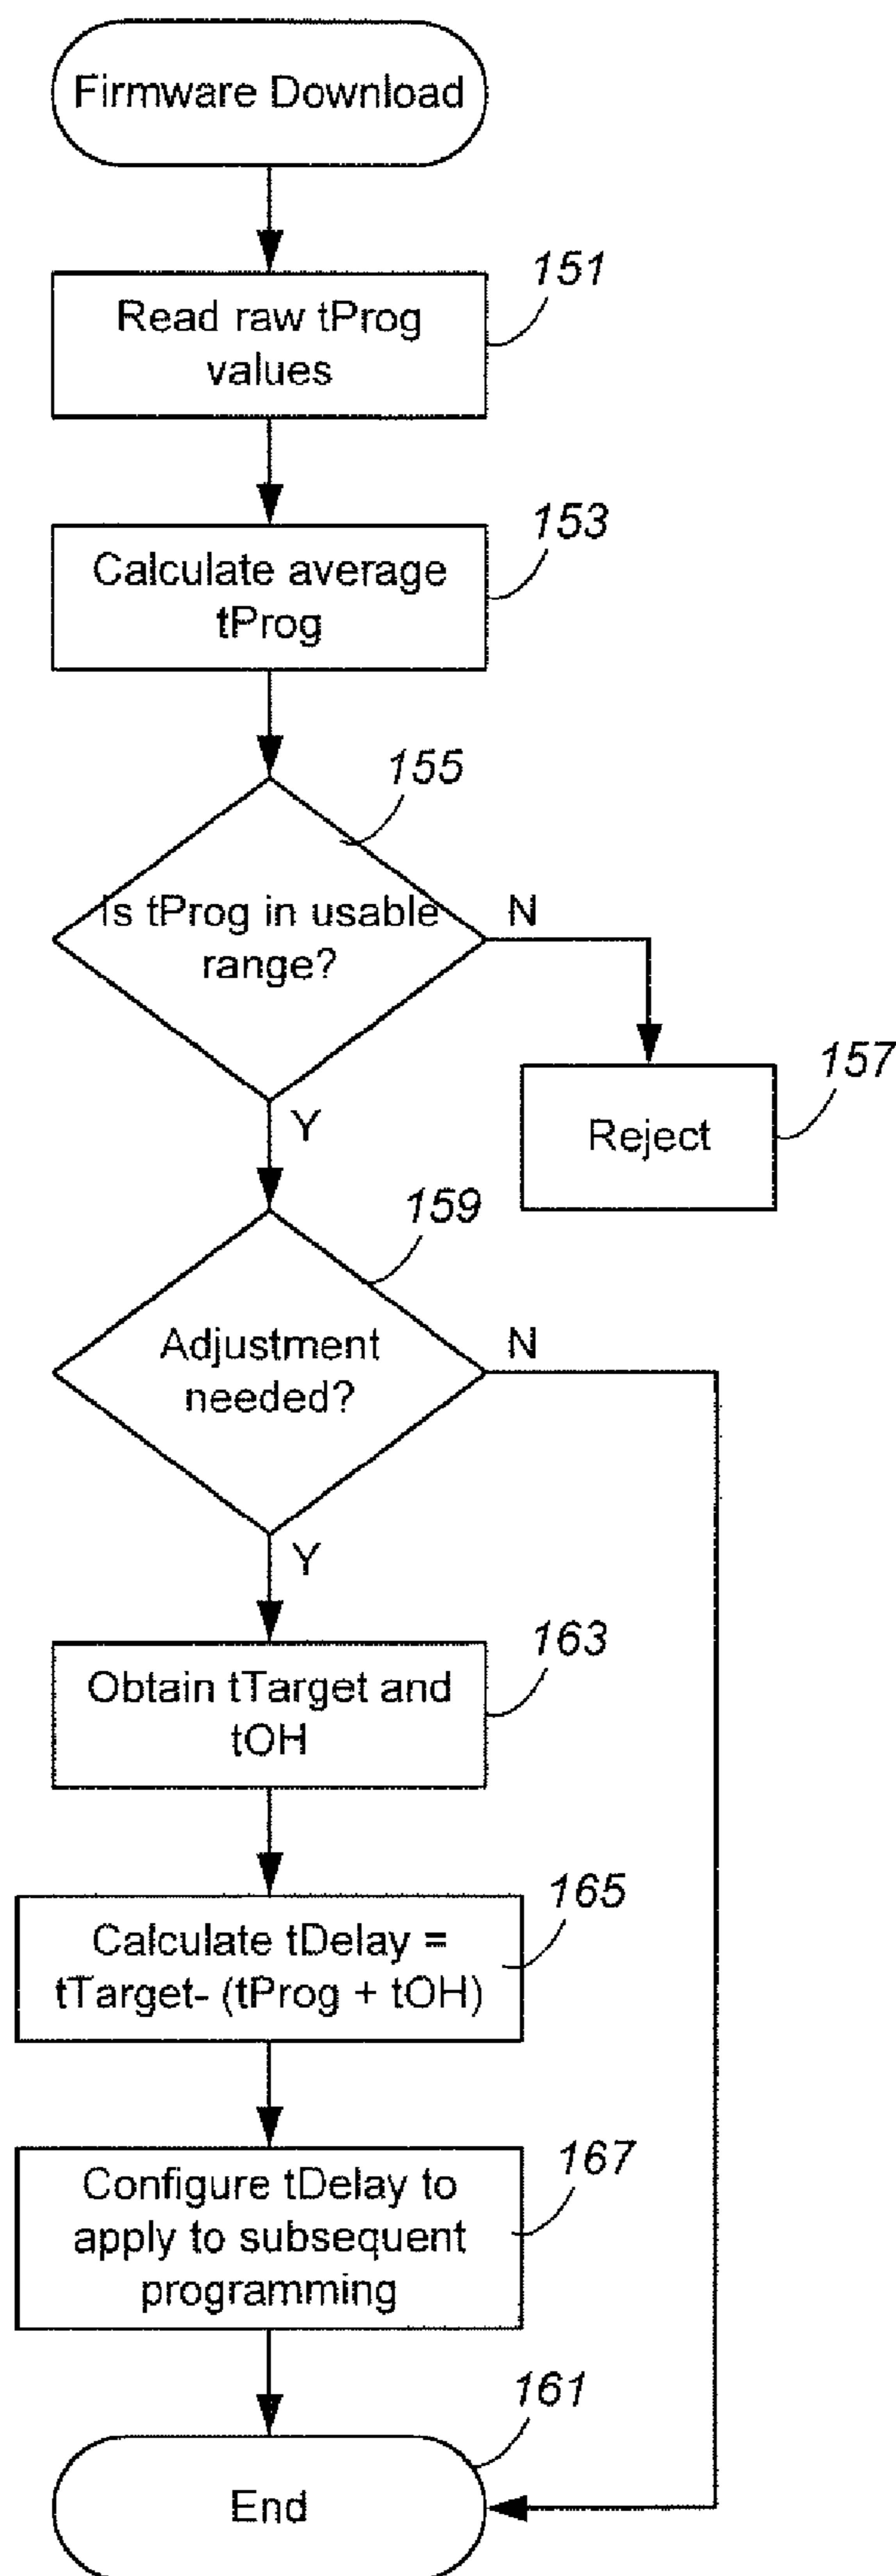 Firmware Download
151
Read raw tProg
values
153
Calculate average
tProg
155
Is tProg in usable
range?
N
Y
157
Reject
159
Adjustment
needed?
N
Y
163
Obtain tTarget and
tOH
165
Calculate tDelay =
tTarget- (tProg + tOH)
167
Configure tDelay to
apply to subsequent
programming
161
End